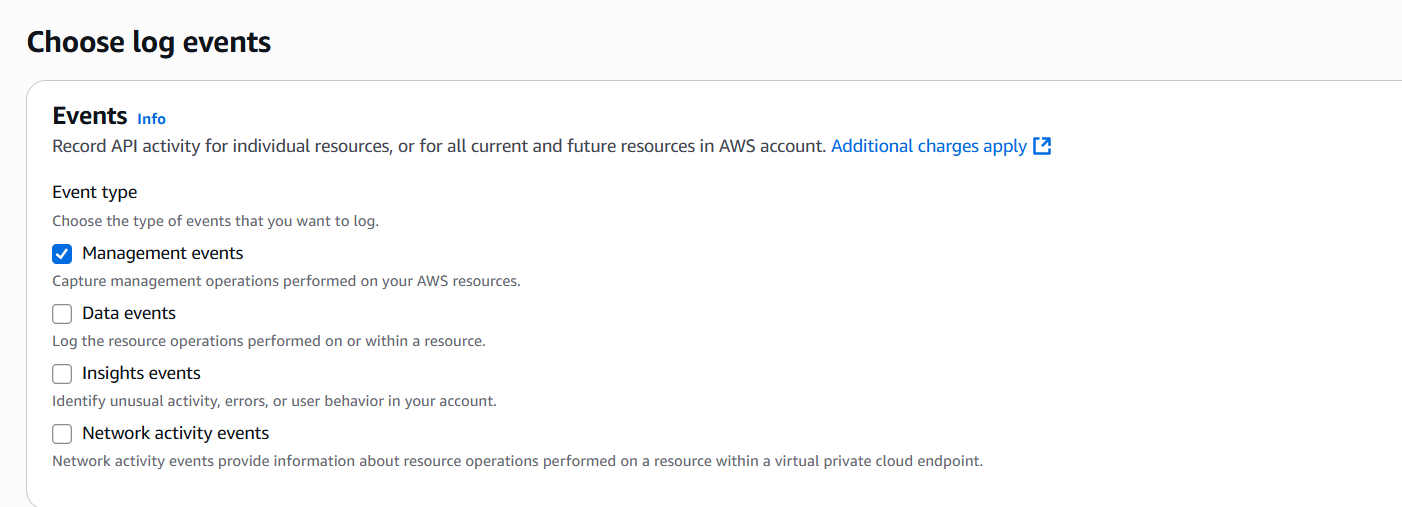 Choose log events
Events Info
Record API activity for individual resources, or for all current and future resources in AWS account. Additional charges apply
Event type
Choose the type of events that you want to log.
Management events
Capture management operations performed on your AWS resources.
Data events
Log the resource operations performed on or within a resource.
Insights events
Identify unusual activity, errors, or user behavior in your account.
Network activity events
Network activity events provide information about resource operations performed on a resource within a virtual private cloud endpoint.